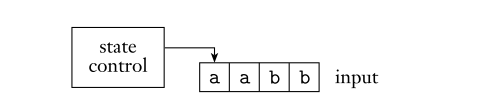 state
control
a a b b input